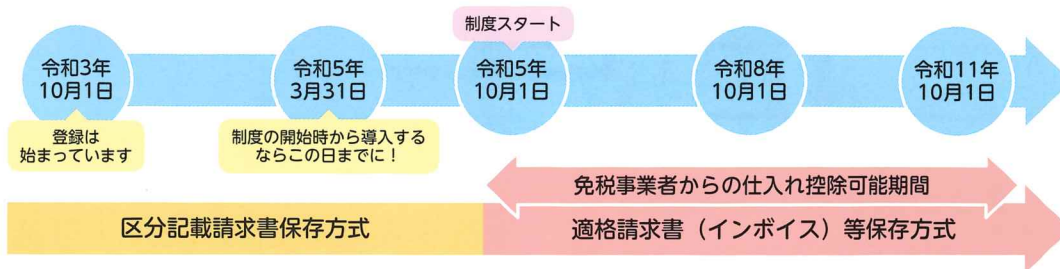 制度スタート
令和3年
10月1日
令和5年
3月31日
令和5年
10月1日
令和8年
10月1日
令和11年
10月1日
登録は
始まっています
制度の開始時から導入する
ならこの日までに！
免税事業者からの仕入れ控除可能期間
区分記載請求書保存方式
適格請求書（インボイス）等保存方式